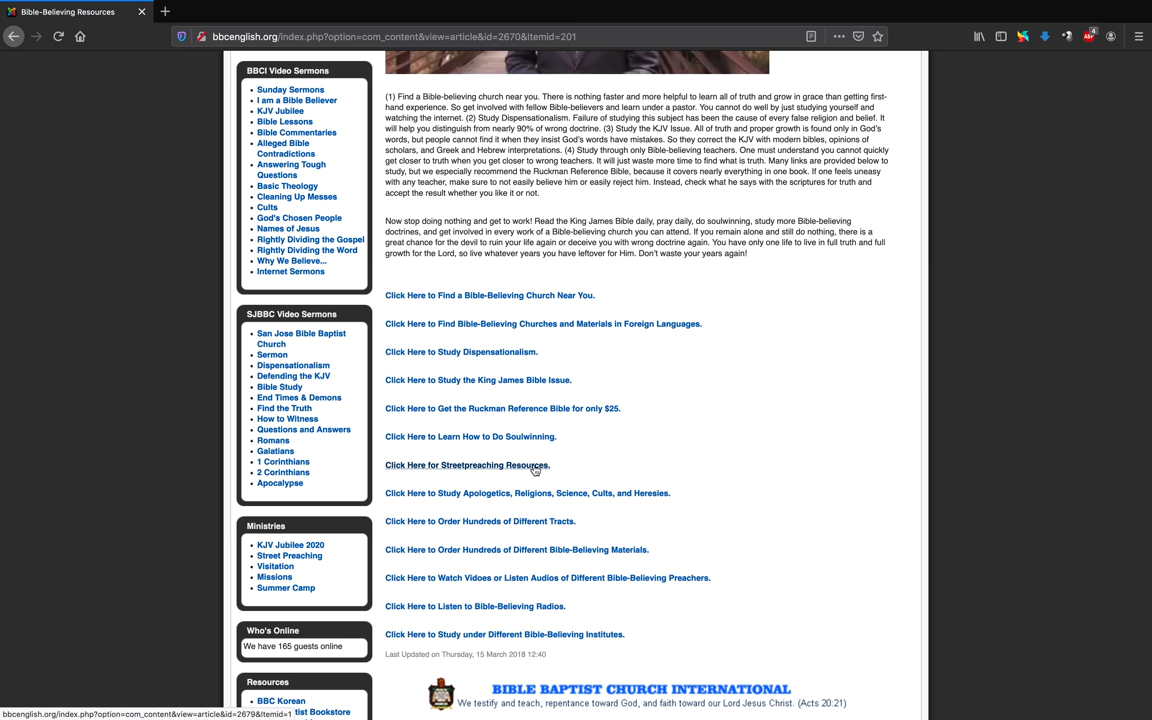 Bible-Believing Resources
bbcenglish.org/index.php?option=com_content&view=article&id=2670&Itemid=201
4
BBCI Video Sermons
Sunday Sermons
I am a Bible Believer
KJV Jubilee
Bible Lessons
Bible Commentaries
Alleged Bible
Contradictions
Answering Tough
Questions
Basic Theology
Cleaning Up Messes
Cults
God's Chosen People
Names of Jesus
Rightly Dividing the Gospel
Rightly Dividing the Word
Why We Believe...
Internet Sermons
SJBBC Video Sermons
San Jose Bible Baptist
Church
Sermon
Dispensationalism
Defending the KJV
Bible Study
End Times & Demons
Find the Truth
How to Witness
Questions and Answers
Romans
Galatians
1 Corinthians
2 Corinthians
Apocalypse
Ministries
KJV Jubilee 2020
Street Preaching
Visitation
Missions
Summer Camp
Who's Online
We have 165 guests online
Resources
BBC Korean
tist Bookstore
(1) Find a Bible-believing church near you. There is nothing faster and more helpful to learn all of truth and grow in grace than getting first-
hand experience. So get involved with fellow Bible-believers and learn under a pastor. You cannot do well by just studying yourself and
watching the internet. (2) Study Dispensationalism. Failure of studying this subject has been the cause of every false religion and belief. It
will help you distinguish from nearly 90% of wrong doctrine. (3) Study the KJV Issue. All of truth and proper growth is found only in God's
words, but people cannot find it when they insist God's words have mistakes. So they correct the KJV with modern bibles, opinions of
scholars, and Greek and Hebrew interpretations. (4) Study through only Bible-believing teachers. One must understand you cannot quickly
get closer to truth when you get closer to wrong teachers. It will just waste more time to find what is truth. Many links are provided below to
study, but we especially recommend the Ruckman Reference Bible, because it covers nearly everything in one book. If one feels uneasy
with any teacher, make sure to not easily believe him or easily reject him. Instead, check what he says with the scriptures for truth and
accept the result whether you like it or not.
Now stop doing nothing and get to work! Read the King James Bible daily, pray daily, do soulwinning, study more Bible-believing
doctrines, and get involved in every work of a Bible-believing church you can attend. If you remain alone and still do nothing, there is a
great chance for the devil to ruin your life again or deceive you with wrong doctrine again. You have only one life to live in full truth and full
growth for the Lord, so live whatever years you have leftover for Him. Don't waste your years again!
Click Here to Find a Bible-Believing Church Near You.
Click Here to Find Bible-Believing Churches and Materials in Foreign Languages.
Click Here to Study Dispensationalism.
Click Here to Study the King James Bible Issue.
Click Here to Get the Ruckman Reference Bible for only $25.
Click Here to Learn How to Do Soulwinning.
Click Here for Streetpreaching Resources.
Click Here to Study Apologetics, Religions, Science, Cults, and Heresies.
Click Here to Order Hundreds of Different Tracts.
Click Here to Order Hundreds of Different Bible-Believing Materials.
Click Here to Watch Vidoes or Listen Audios of Different Bible-Believing Preachers.
Click Here to Listen to Bible-Believing Radios.
Click Here to Study under Different Bible-Believing Institutes.
Last Updated on Thursday, 15 March 2018 12:40
BIBLE BAPTIST CHURCH INTERNATIONAL
We testify and teach, repentance toward God, and faith toward our Lord Jesus Christ. (Acts 20:21)
bbcenglish.org/index.php?option=com_content&view=article&id=2679&Itemid=1